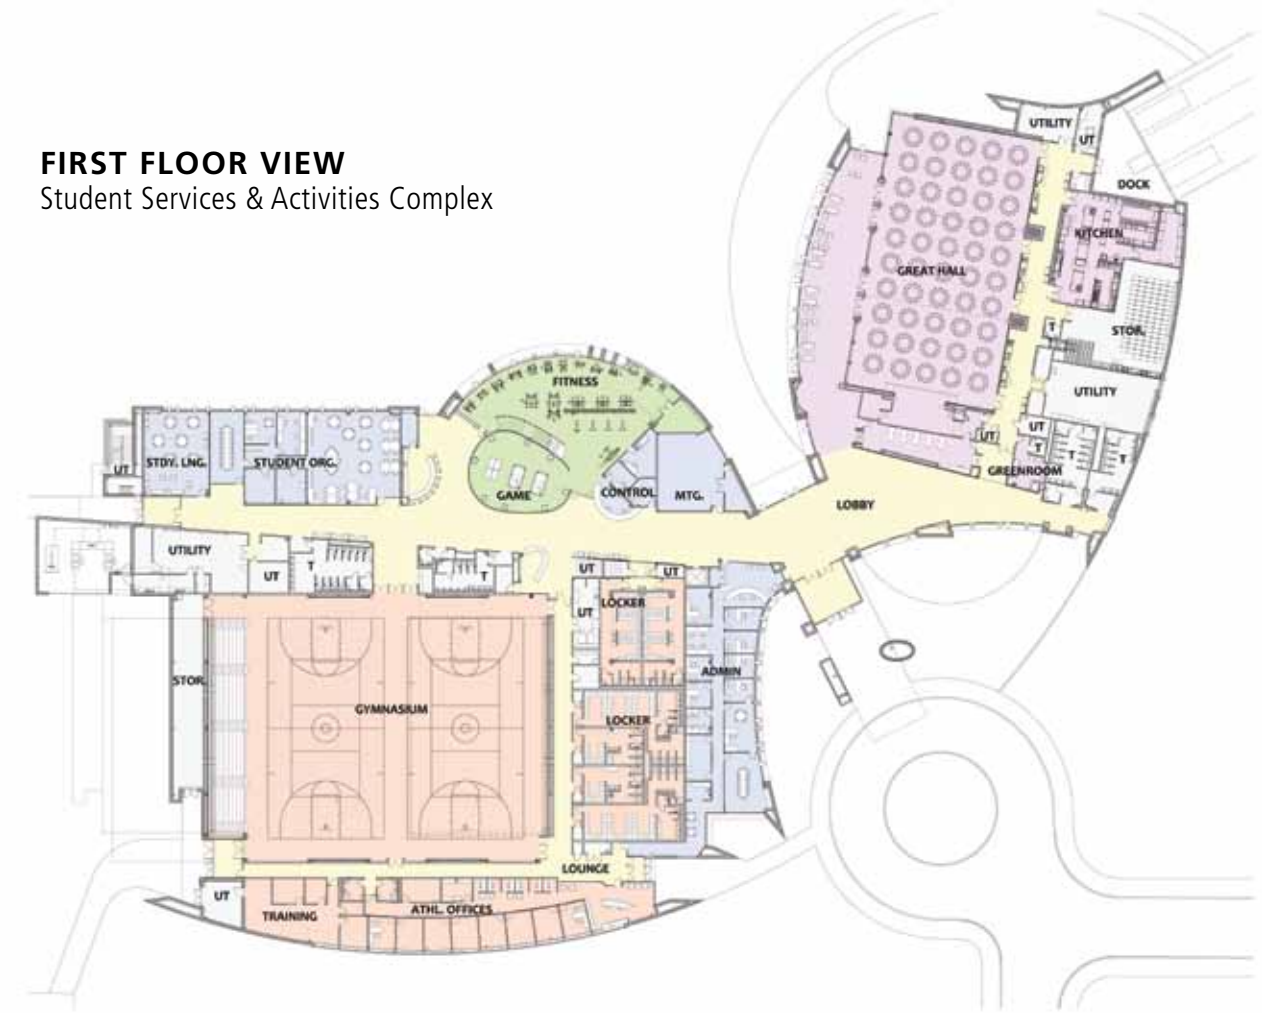 FIRST FLOOR VIEW
Student Services & Activities Complex
UTILITY
UT
DOCK
KITCHEN
GREAT HALL
T
STOR.
UTILITY
UT
UT
T
T
T
GREENROOM
LOBBY
FITNESS
STDY. LNG.
STUDENT ORG.
UT
GAME
CONTROL
MTG.
UTILITY
UT
T
T
UT
UT
UT
LOCKER
ADMIN
STOR.
GYMNASIUM
LOCKER
LOUNGE
UT
TRAINING
ATHL. OFFICES